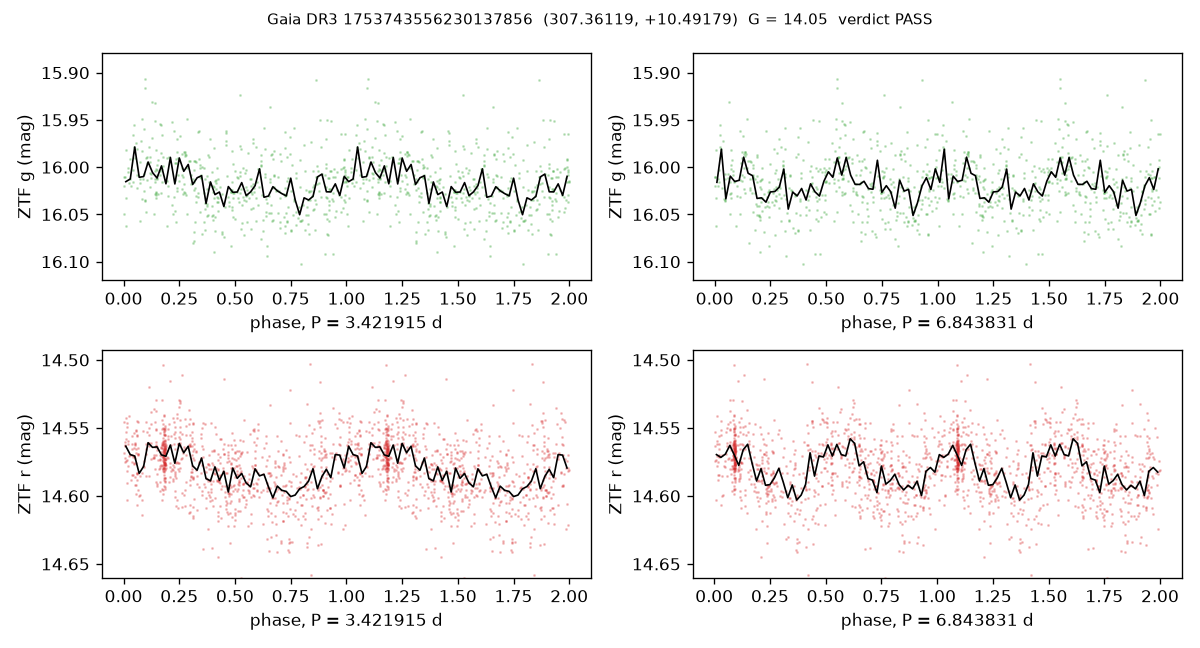 Gaia DR3 1753743556230137856 (307.36119, +10.49179) G = 14.05 verdict PASS
ZTF g (mag)
15.90
15.95
16.00
16.05
16.10
0.00 0.25 0.50 0.75 1.00 1.25 1.50 1.75 2.00
phase, P = 3.421915 d
ZTF g (mag)
15.90
15.95
16.00
16.05
16.10
0.00 0.25 0.50 0.75 1.00 1.25 1.50 1.75 2.00
phase, P = 6.843831 d
ZTF r (mag)
14.50
14.55
14.60
14.65
0.00 0.25 0.50 0.75 1.00 1.25 1.50 1.75 2.00
phase, P = 3.421915 d
ZTF r (mag)
14.50
14.55
14.60
14.65
0.00 0.25 0.50 0.75 1.00 1.25 1.50 1.75 2.00
phase, P = 6.843831 d